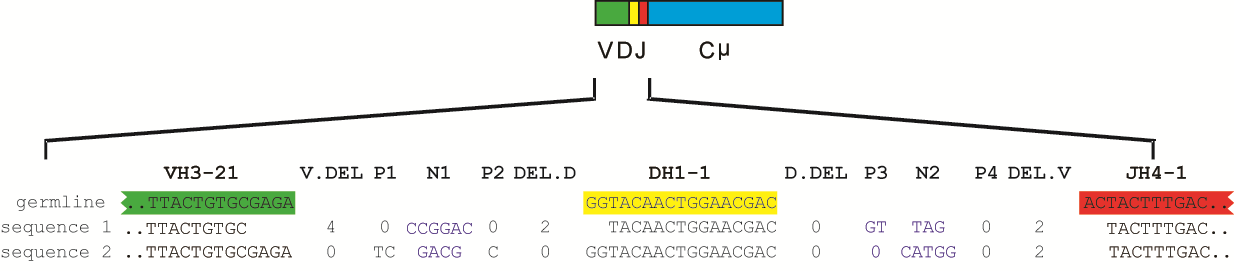 VDJ Cμ
VH3-21 V.DEL P1 N1 P2 DEL.D DH1-1 D.DEL P3 N2 P4 DEL.V JH4-1
germline ..TTACTGTGCGAGA GGTACAACTGGAACGAC ACTACTTTGAC..
sequence 1 ..TTACTGTGC 4 0 CCGGAC 0 2 TACAACTGGAACGAC 0 GT TAG 0 2 TACTTTGAC..
sequence 2 ..TTACTGTGCGAGA 0 TC GACG C 0 GGTACAACTGGAACGAC 0 0 CATGG 0 2 TACTTTGAC..